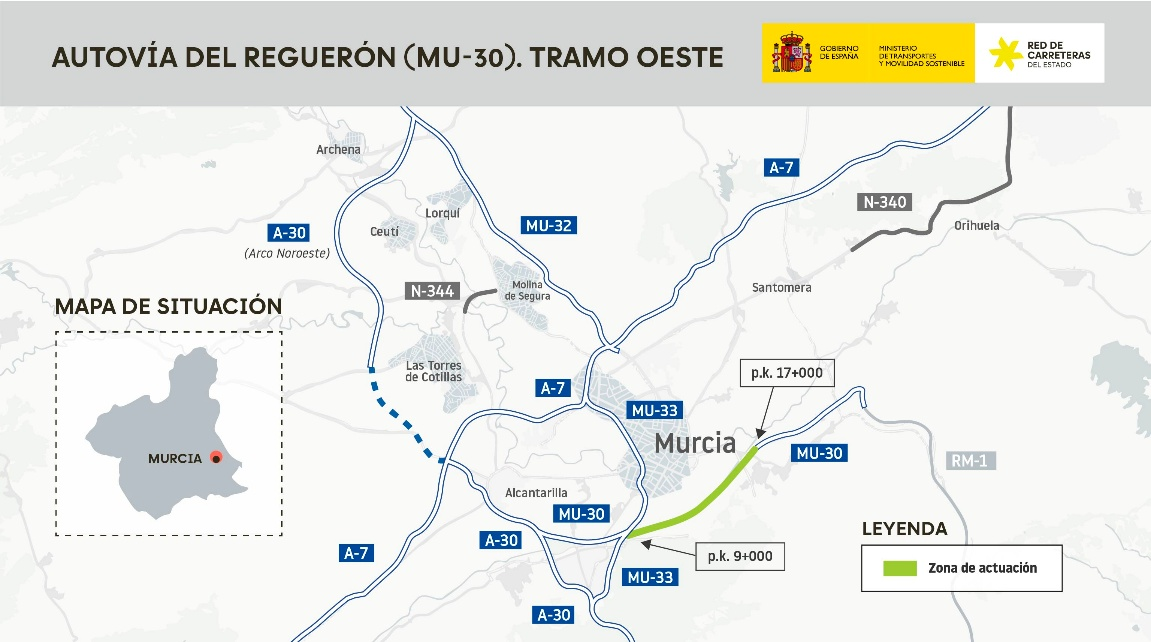 AUTOVÍA DEL REGUERÓN (MU-30). TRAMO OESTE
GOBIERNO
DE ESPAÑA
MINISTERIO
DE TRANSPORTES
Y MOVILIDAD SOSTENIBLE
RED DE
CARRETERAS
DEL ESTADO
Archena
A-7
N-340
Lorquí
Ceutí
MU-32
Orihuela
A-30
(Arco Noroeste)
N-344
Molina
de Segura
Santomera
MAPA DE SITUACIÓN
MURCIA
Las Torres
de Cotillas
p.k. 17+000
A-7
MU-33
Murcia
MU-30
RM-1
Alcantarilla
MU-30
A-30
A-7
p.k. 9+000
MU-33
A-30
LEYENDA
Zona de actuación